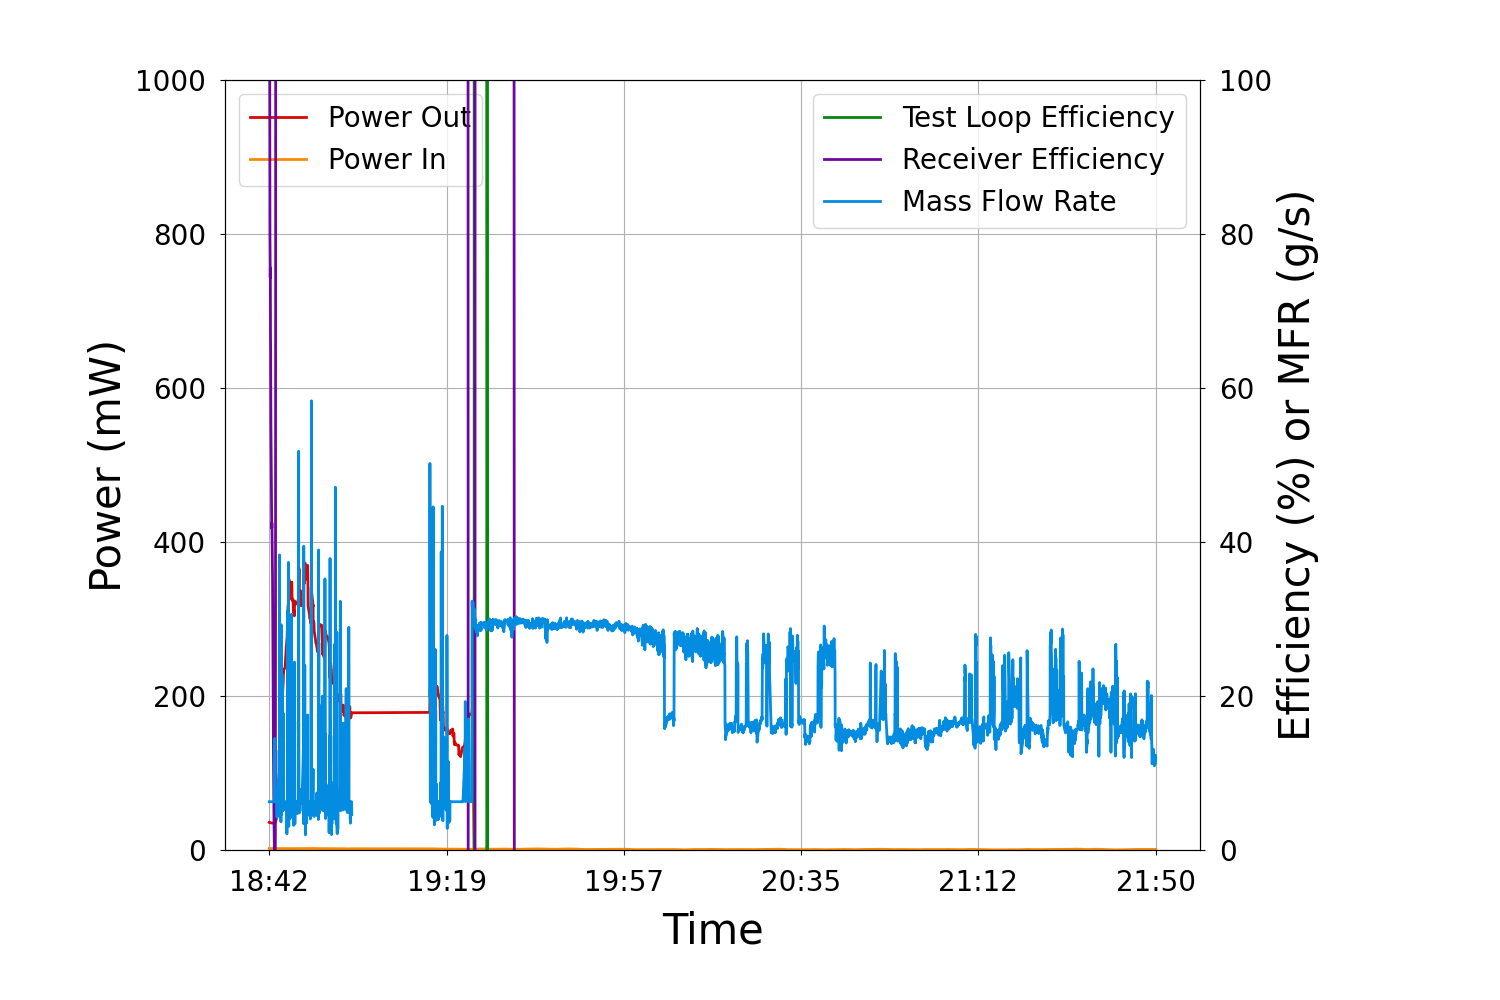 Power Out
Power In
Test Loop Efficiency
Receiver Efficiency
Mass Flow Rate
1000
800
600
400
200
0
100
80
60
40
20
0
Power (mW)
Efficiency (%) or MFR (g/s)
18:42 19:19 19:57 20:35 21:12 21:50
Time